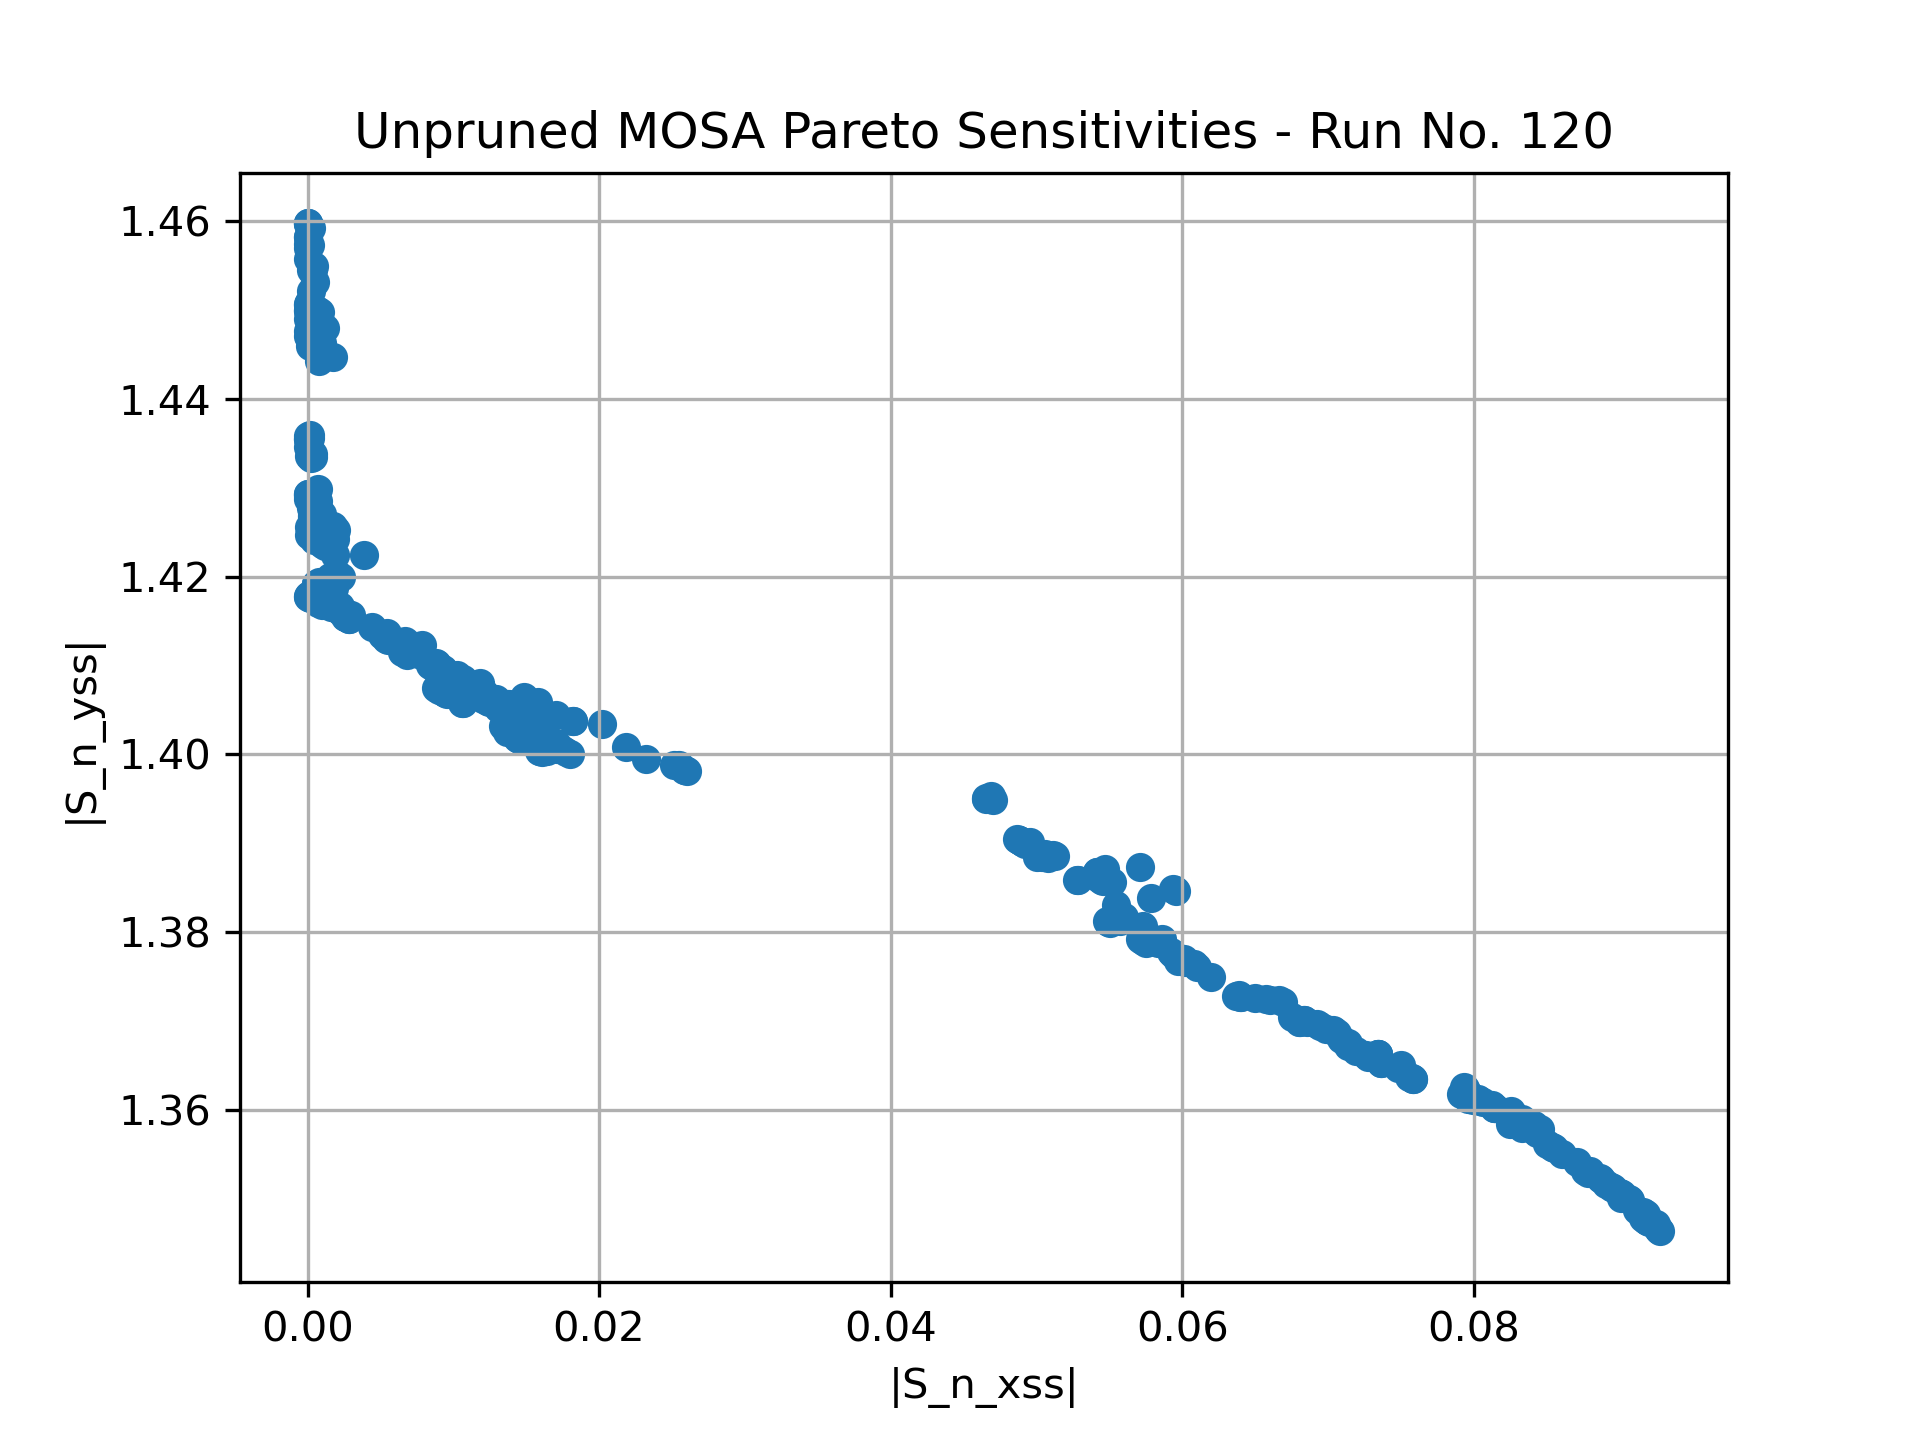 Unpruned MOSA Pareto Sensitivities - Run No. 120
1.46
1.44
1.42
1.40
1.38
1.36
|S_n_yss|
0.00 0.02 0.04 0.06 0.08
|S_n_xss|